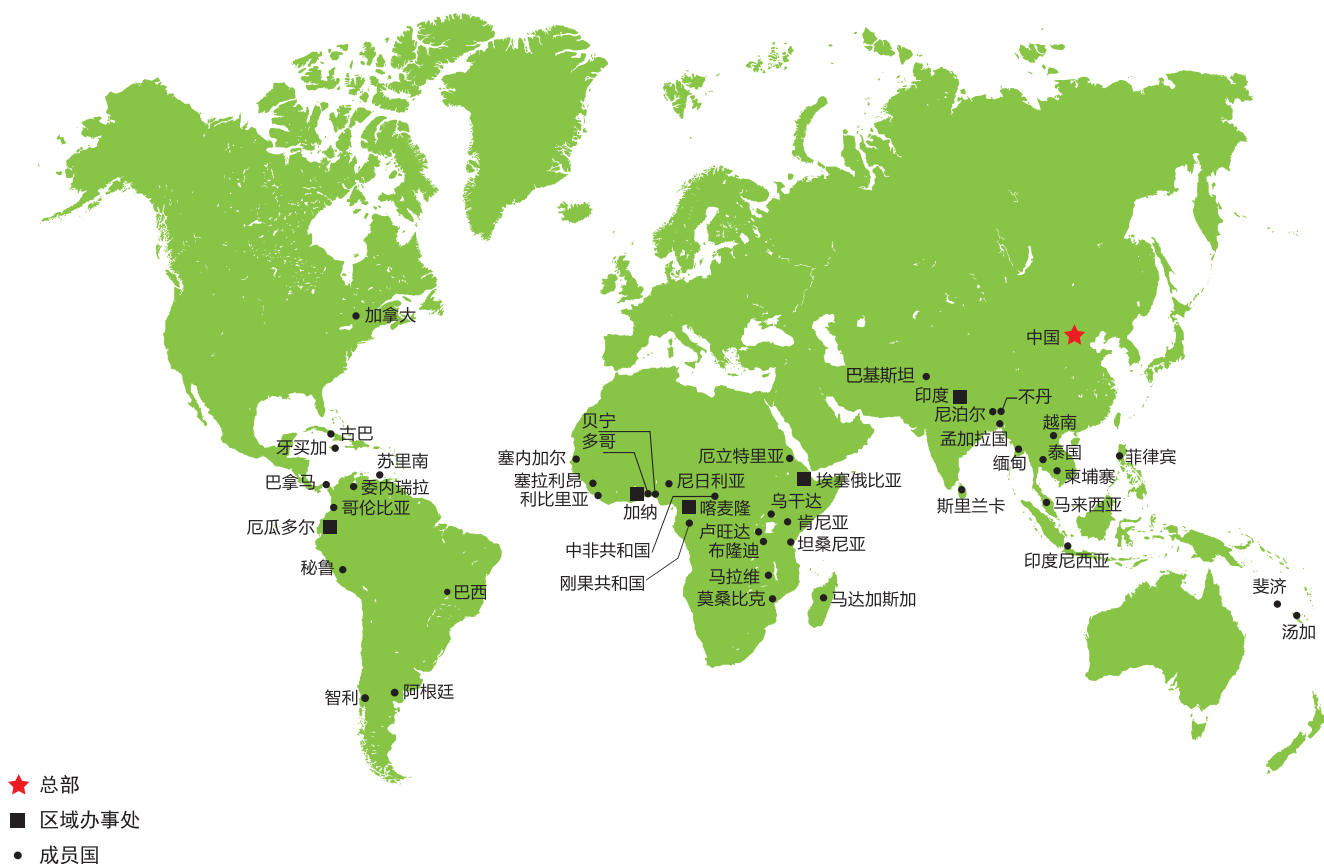 加拿大
中国
巴基斯坦
印度
不丹
尼泊尔
孟加拉国
越南
缅甸
泰国
菲律宾
柬埔寨
斯里兰卡
马来西亚
印度尼西亚
古巴
牙买加
苏里南
巴拿马
委内瑞拉
哥伦比亚
厄瓜多尔
秘鲁
巴西
智利
阿根廷
贝宁
多哥
塞内加尔
塞拉利昂
利比里亚
加纳
尼日利亚
喀麦隆
中非共和国
刚果共和国
厄立特里亚
埃塞俄比亚
乌干达
肯尼亚
卢旺达
布隆迪
坦桑尼亚
马拉维
莫桑比克
马达加斯加
斐济
汤加
总部
区域办事处
成员国